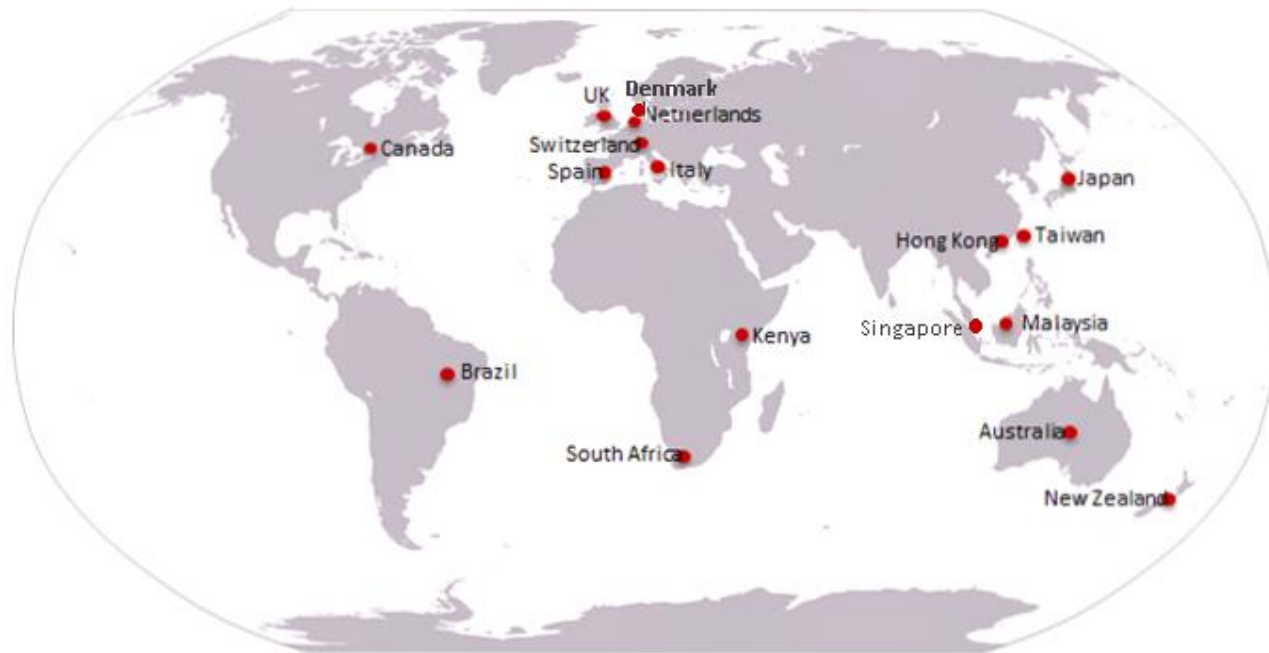 Denmark
UK
Netherlands
Canada
Switzerland
Spain
Italy
Japan
Taiwan
Hong Kong
Singapore
Malaysia
Kenya
Brazil
Australia
South Africa
New Zealand